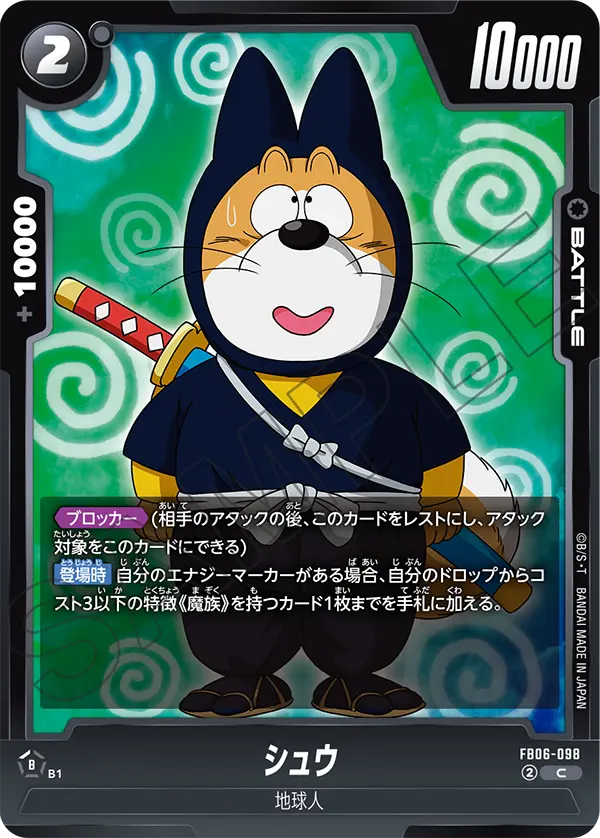 2
10000
+10000
BATTLE
SAMPLE
ブロッカー (相手のアタックの後、このカードをレストにし、アタック
対象をこのカードにできる)
登場時 自分のエナジーマーカーがある場合、自分のドロップからコ
スト3以下の特徴《魔族》を持つカード1枚までを手札に加える。
©B/S・T BANDAI MADE IN JAPAN
シュウ
地球人
B
B1
FB06-098
② C